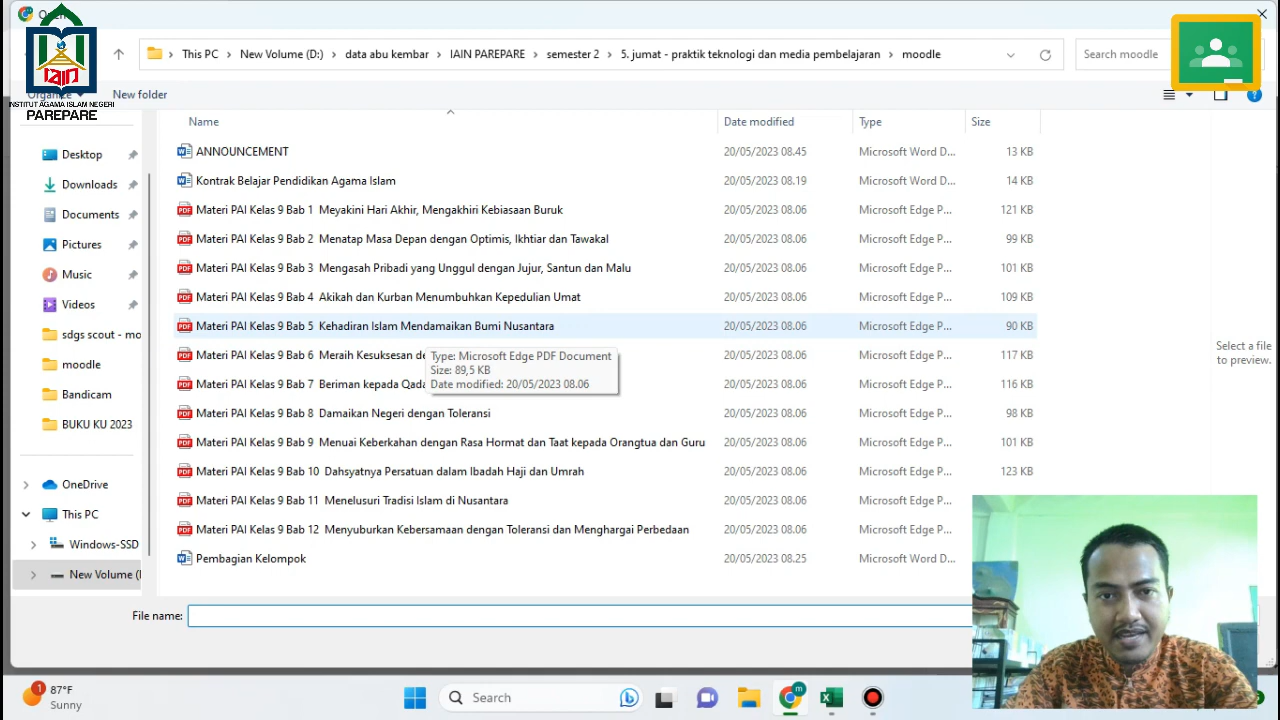 INSTITUT AGAMA ISLAM NEGERI
PAREPARE
iain
This PC > New Volume (D:) > data abu kembar > IAIN PAREPARE > semester 2 > 5. jumat - praktik teknologi dan media pembelajaran > moodle
Search moodle
Organize New folder
Name Date modified Type Size
ANNOUNCEMENT 20/05/2023 08.45 Microsoft Word D... 13 KB
Kontrak Belajar Pendidikan Agama Islam 20/05/2023 08.19 Microsoft Word D... 14 KB
Materi PAI Kelas 9 Bab 1 Meyakini Hari Akhir, Mengakhiri Kebiasaan Buruk 20/05/2023 08.06 Microsoft Edge P... 121 KB
Materi PAI Kelas 9 Bab 2 Menatap Masa Depan dengan Optimis, Ikhtiar dan Tawakal 20/05/2023 08.06 Microsoft Edge P... 99 KB
Materi PAI Kelas 9 Bab 3 Mengasah Pribadi yang Unggul dengan Jujur, Santun dan Malu 20/05/2023 08.06 Microsoft Edge P... 101 KB
Materi PAI Kelas 9 Bab 4 Akikah dan Kurban Menumbuhkan Kepedulian Umat 20/05/2023 08.06 Microsoft Edge P... 109 KB
Materi PAI Kelas 9 Bab 5 Kehadiran Islam Mendamaikan Bumi Nusantara 20/05/2023 08.06 Microsoft Edge P... 90 KB
Materi PAI Kelas 9 Bab 6 Meraih Kesuksesan de 20/05/2023 08.06 Microsoft Edge P... 117 KB
Materi PAI Kelas 9 Bab 7 Beriman kepada Qada 20/05/2023 08.06 Microsoft Edge P... 116 KB
Materi PAI Kelas 9 Bab 8 Damaikan Negeri dengan Toleransi 20/05/2023 08.06 Microsoft Edge P... 98 KB
Materi PAI Kelas 9 Bab 9 Menuai Keberkahan dengan Rasa Hormat dan Taat kepada Orangtua dan Guru 20/05/2023 08.06 Microsoft Edge P... 101 KB
Materi PAI Kelas 9 Bab 10 Dahsyatnya Persatuan dalam Ibadah Haji dan Umrah 20/05/2023 08.06 Microsoft Edge P... 123 KB
Materi PAI Kelas 9 Bab 11 Menelusuri Tradisi Islam di Nusantara 20/05/2023 08.06 Microsoft Edge P...
Materi PAI Kelas 9 Bab 12 Menyuburkan Kebersamaan dengan Toleransi dan Menghargai Perbedaan 20/05/2023 08.06 Microsoft Edge P...
Pembagian Kelompok 20/05/2023 08.25 Microsoft Word D...
Type: Microsoft Edge PDF Document
Size: 89,5 KB
Date modified: 20/05/2023 08.06
Desktop
Downloads
Documents
Pictures
Music
Videos
sdgs scout - mo
moodle
Bandicam
BUKU KU 2023
OneDrive
This PC
Windows-SSD
New Volume (
Select a file
to preview.
File name:
1
87°F
Sunny
Search